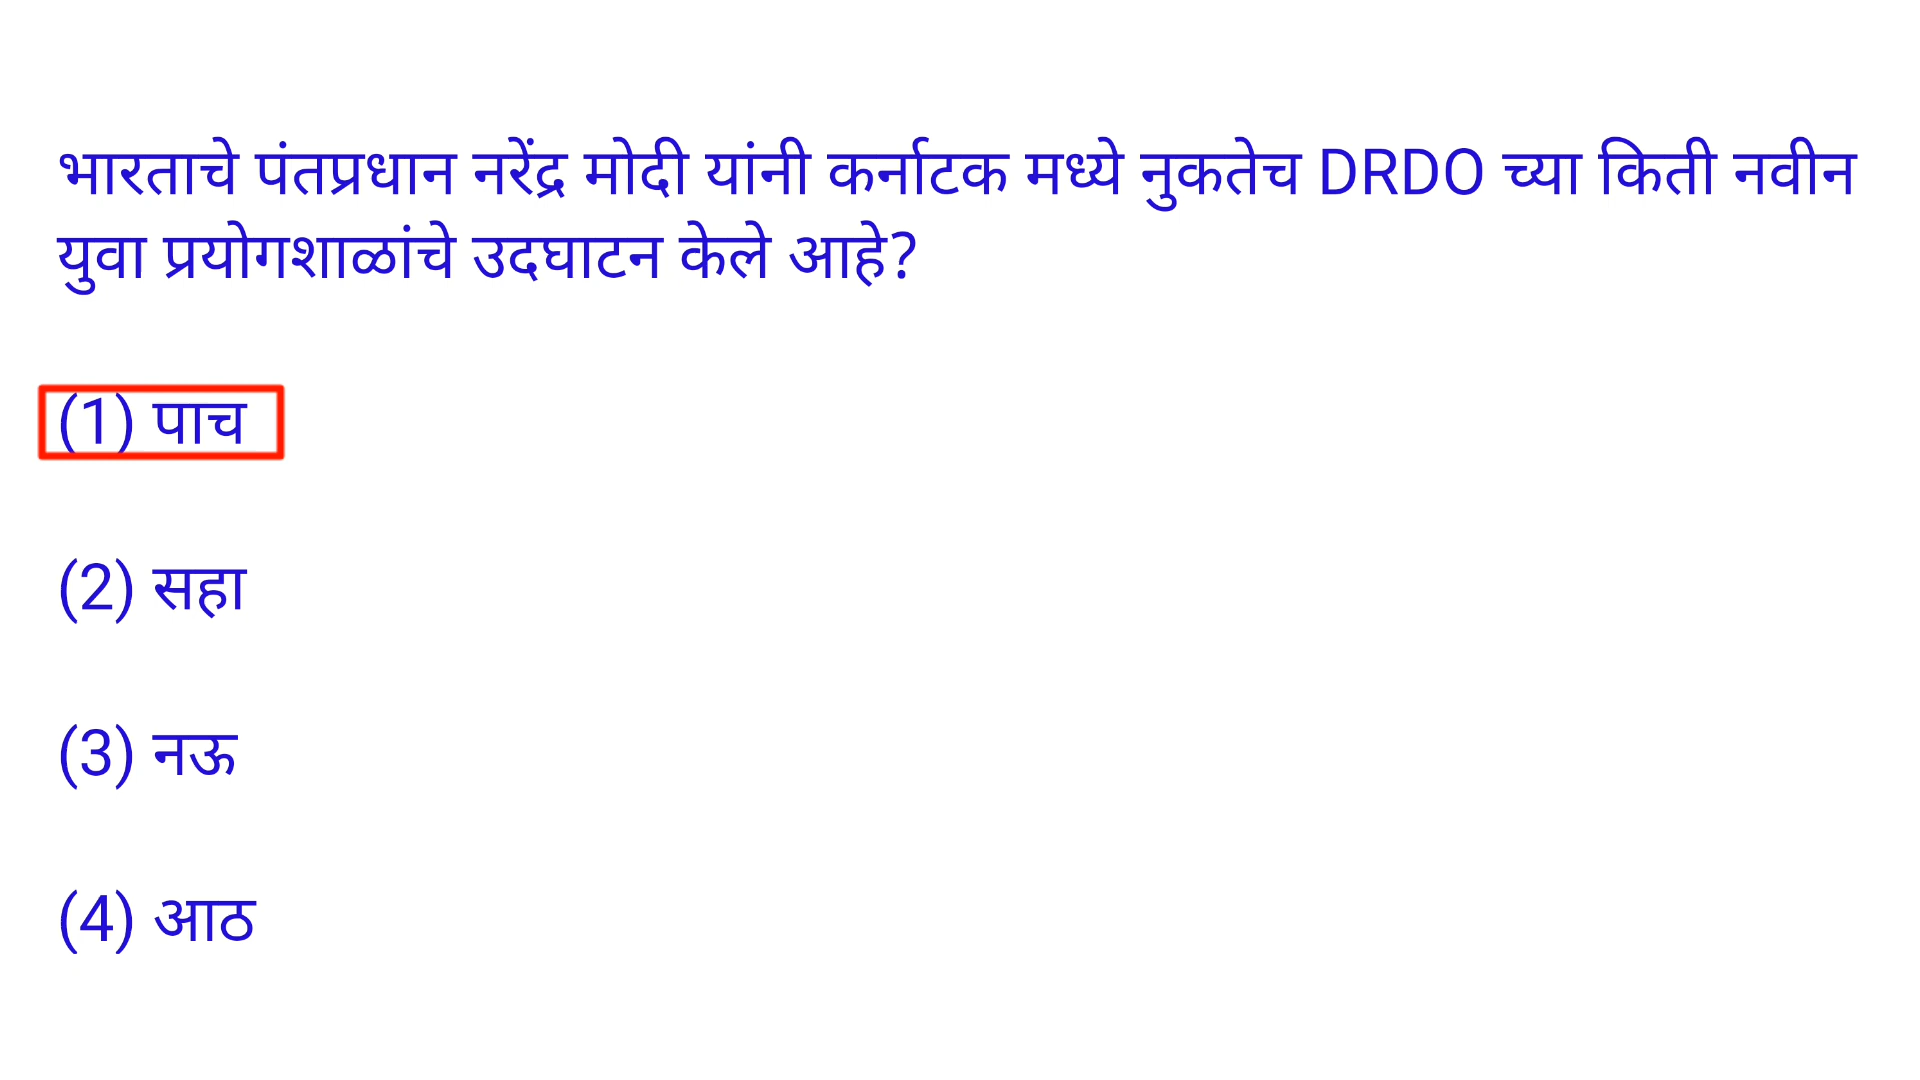 भारताचे पंतप्रधान नरेंद्र मोदी यांनी कर्नाटक मध्ये नुकतेच DRDO च्या किती नवीन
युवा प्रयोगशाळांचे उदघाटन केले आहे?
(1) पाच
(2) सहा
(3) नऊ
(4) आठ